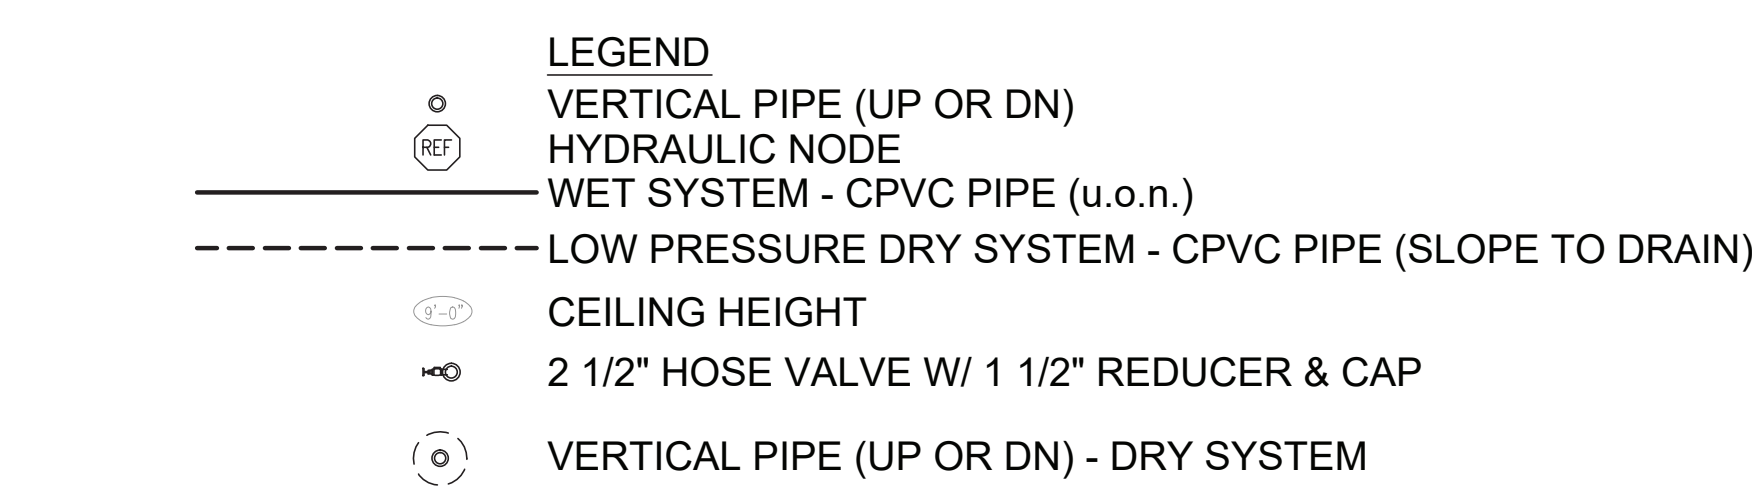 LEGEND
VERTICAL PIPE (UP OR DN)
REF HYDRAULIC NODE
WET SYSTEM - CPVC PIPE (u.o.n.)
LOW PRESSURE DRY SYSTEM - CPVC PIPE (SLOPE TO DRAIN)
9'-0" CEILING HEIGHT
2 1/2" HOSE VALVE W/ 1 1/2" REDUCER & CAP
VERTICAL PIPE (UP OR DN) - DRY SYSTEM